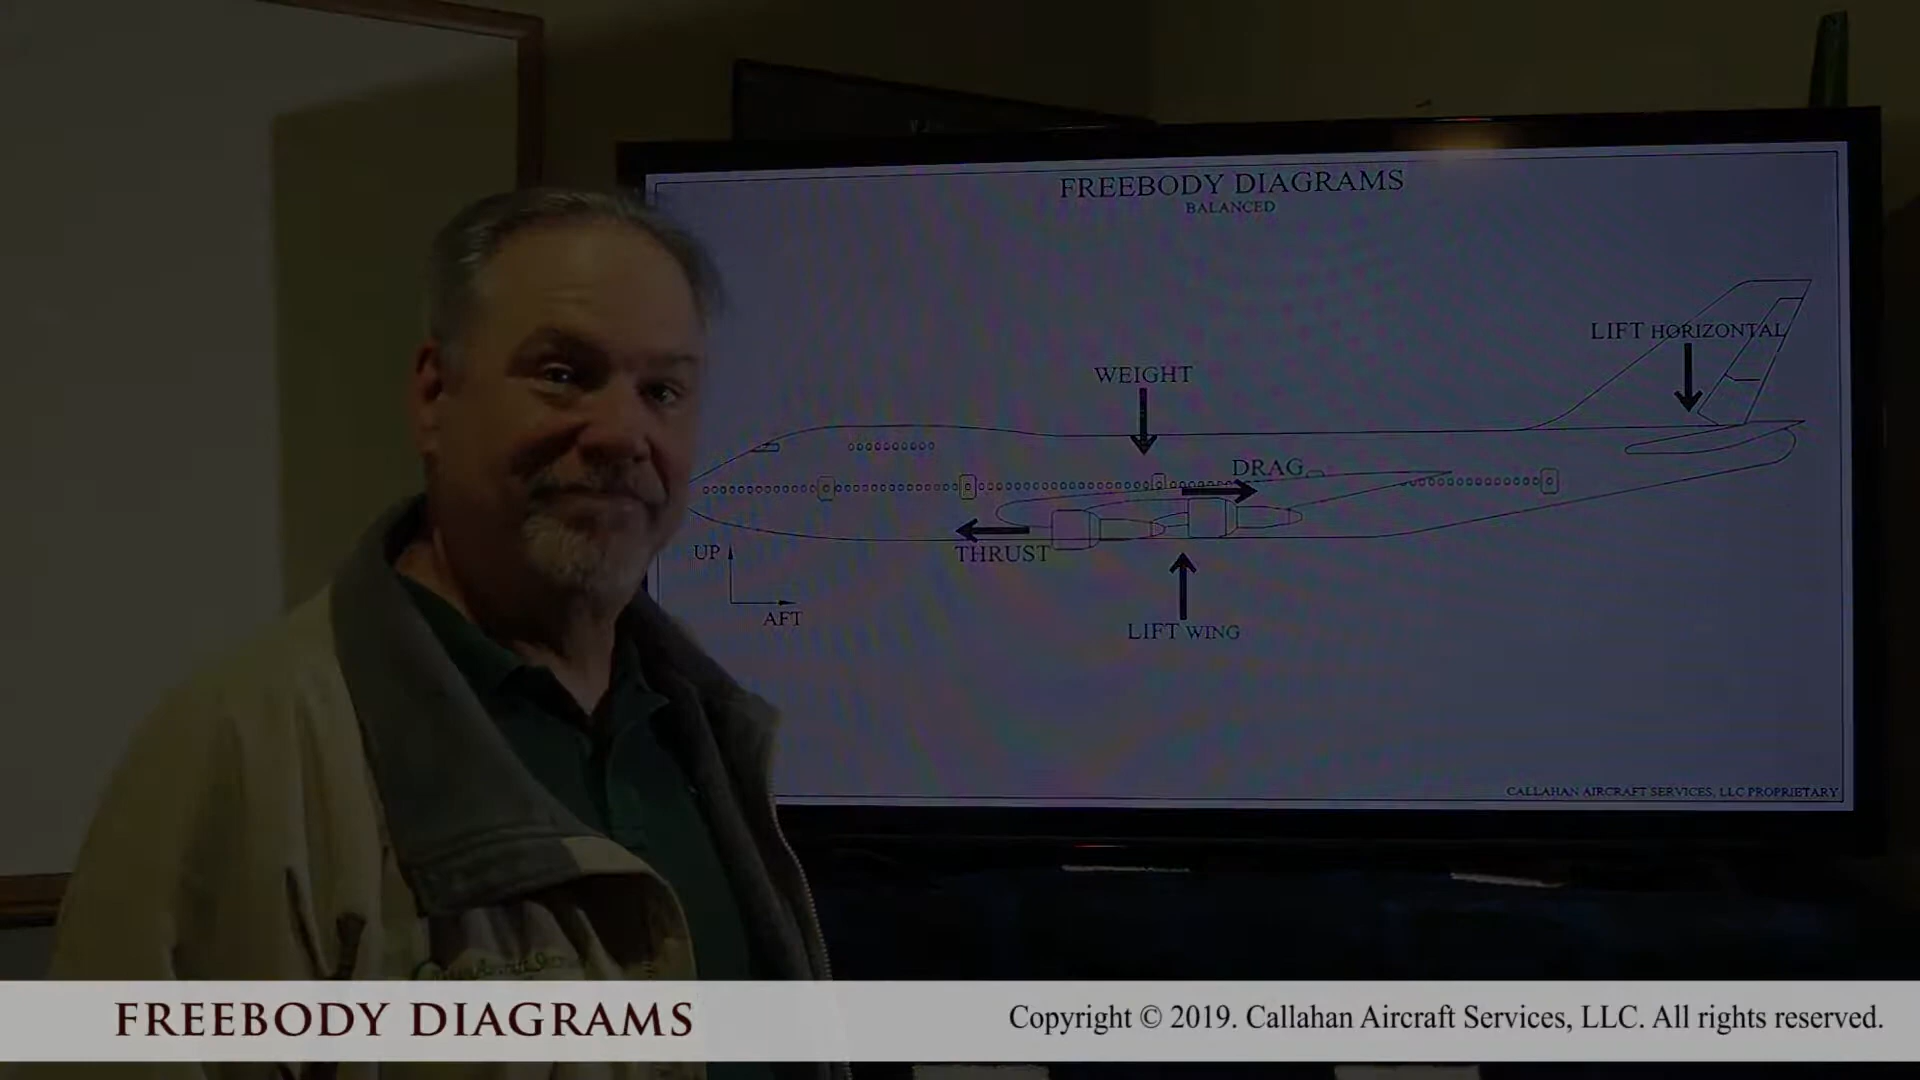 FREEBODY DIAGRAMS
BALANCED
LIFT HORIZONTAL
WEIGHT
DRAG
THRUST
UP
AFT
LIFT WING
CALLAHAN AIRCRAFT SERVICES, LLC PROPRIETARY
FREEBODY DIAGRAMS
Copyright © 2019. Callahan Aircraft Services, LLC. All rights reserved.